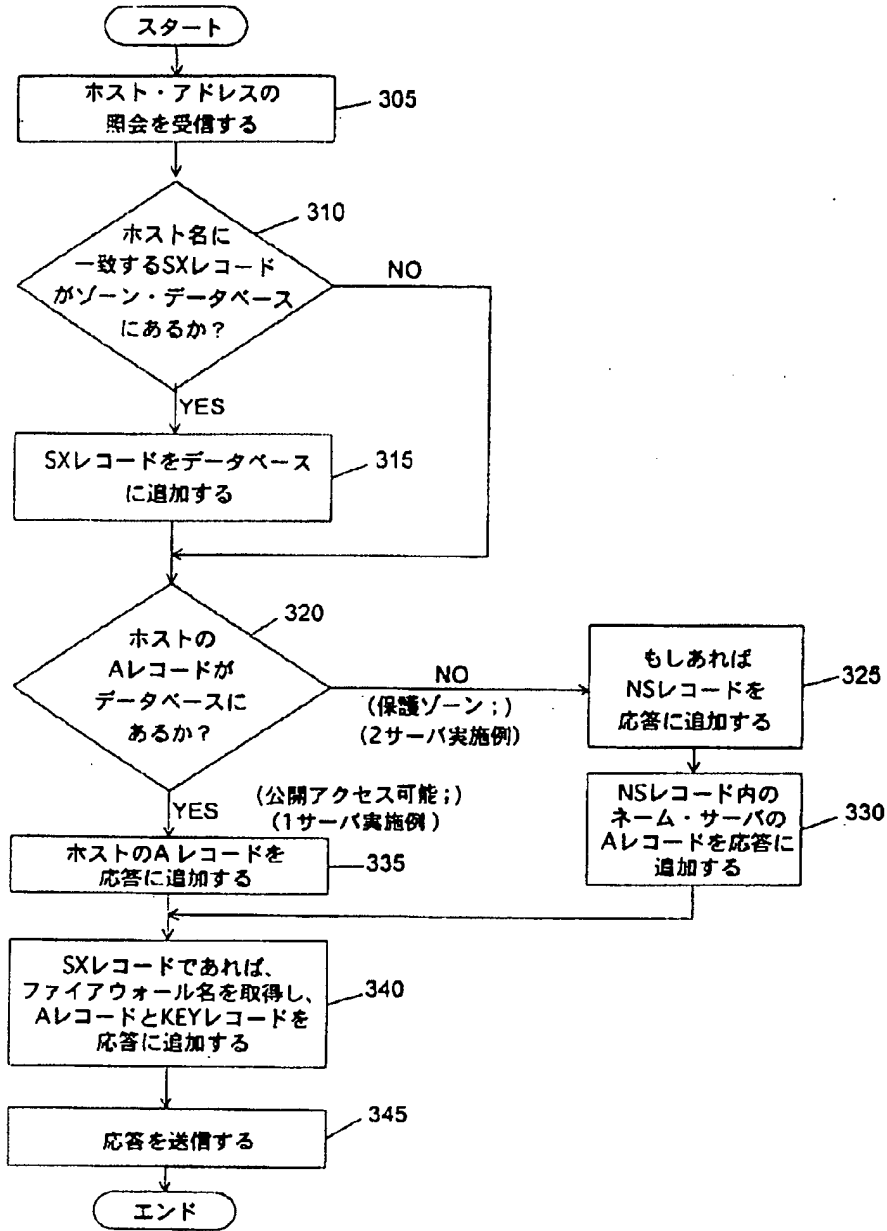 スタート
ホスト・アドレスの
照会を受信する
305
310
ホスト名に
一致するSXレコード
がゾーン・データベース
にあるか？
NO
YES
SXレコードをデータベース
に追加する
315
320
ホストの
Aレコードが
データベースに
あるか？
NO
(保護ゾーン;)
(2サーバ実施例)
もしあれば
NSレコードを
応答に追加する
325
YES
(公開アクセス可能;)
(1サーバ実施例)
NSレコード内の
ネーム・サーバの
Aレコードを応答に
追加する
330
ホストのAレコードを
応答に追加する
335
SXレコードであれば、
ファイアウォール名を取得し、
AレコードとKEYレコードを
応答に追加する
340
応答を送信する
345
エンド